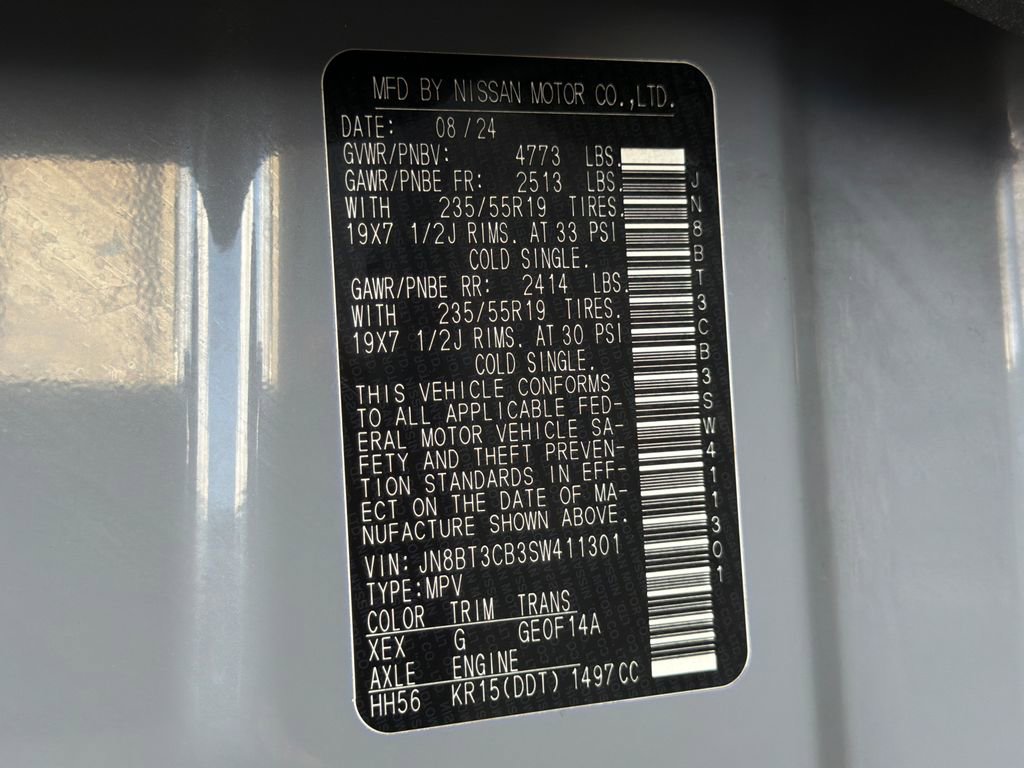 MFD BY NISSAN MOTOR CO.,LTD.
DATE: 08/24
GVWR/PNBV: 4773 LBS.
GAWR/PNBE FR: 2513 LBS.
WITH 235/55R19 TIRES.
19X7 1/2J RIMS. AT 33 PSI
COLD SINGLE.
GAWR/PNBE RR: 2414 LBS.
WITH 235/55R19 TIRES.
19X7 1/2J RIMS. AT 30 PSI
COLD SINGLE.
THIS VEHICLE CONFORMS
TO ALL APPLICABLE FED-
ERAL MOTOR VEHICLE SA-
FETY AND THEFT PREVEN-
TION STANDARDS IN EFF-
ECT ON THE DATE OF MA-
NUFACTURE SHOWN ABOVE.
VIN: JN8BT3CB3SW411301
TYPE:MPV
COLOR TRIM TRANS
XEX G GE0F14A
AXLE ENGINE
HH56 KR15(DDT) 1497CC
JN8BT3CB3SW411301